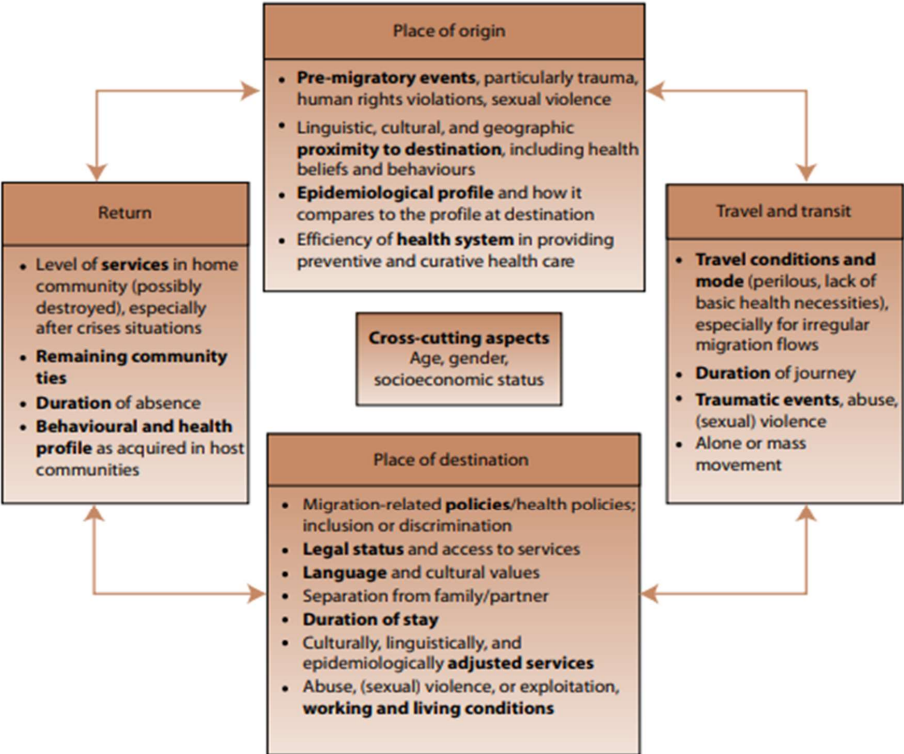 Place of origin
• Pre-migratory events, particularly trauma,
human rights violations, sexual violence
• Linguistic, cultural, and geographic
proximity to destination, including health
beliefs and behaviours
• Epidemiological profile and how it
compares to the profile at destination
• Efficiency of health system in providing
preventive and curative health care
Return
• Level of services in home
community (possibly
destroyed), especially
after crises situations
• Remaining community
ties
• Duration of absence
• Behavioural and health
profile as acquired in host
communities
Cross-cutting aspects
Age, gender,
socioeconomic status
Travel and transit
• Travel conditions and
mode (perilous, lack of
basic health necessities),
especially for irregular
migration flows
• Duration of journey
• Traumatic events, abuse,
(sexual) violence
• Alone or mass
movement
Place of destination
• Migration-related policies/health policies;
inclusion or discrimination
• Legal status and access to services
• Language and cultural values
• Separation from family/partner
• Duration of stay
• Culturally, linguistically, and
epidemiologically adjusted services
• Abuse, (sexual) violence, or exploitation,
working and living conditions